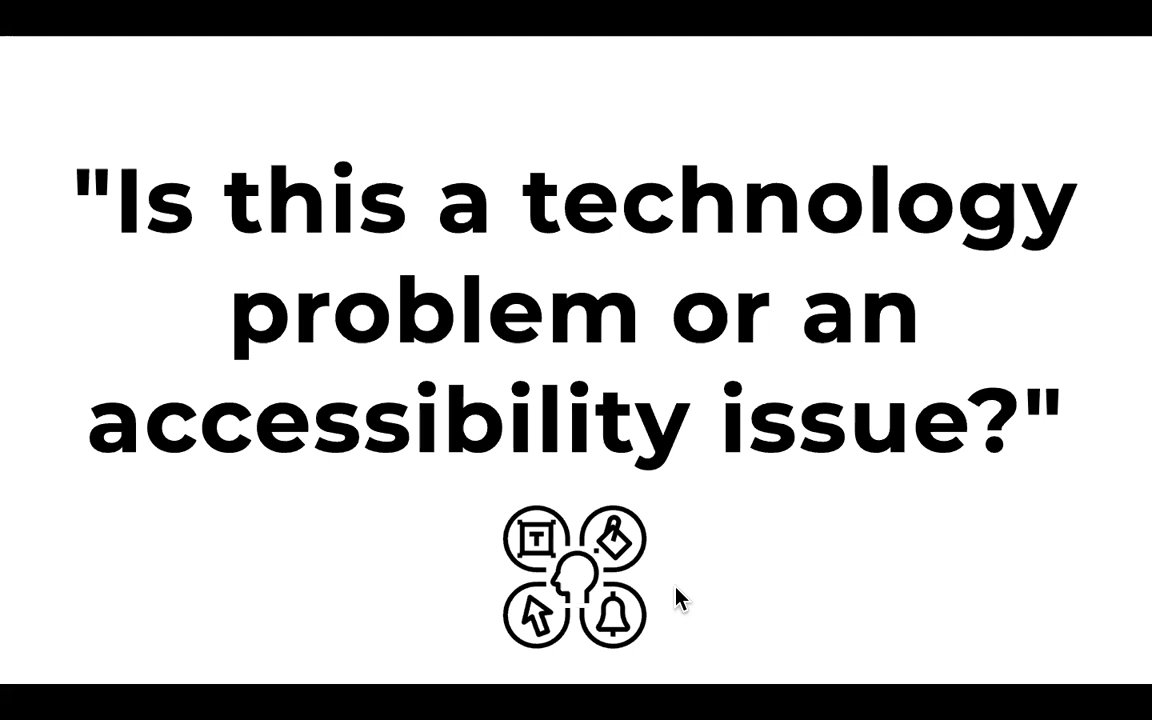 "Is this a technology
problem or an
accessibility issue?"
T